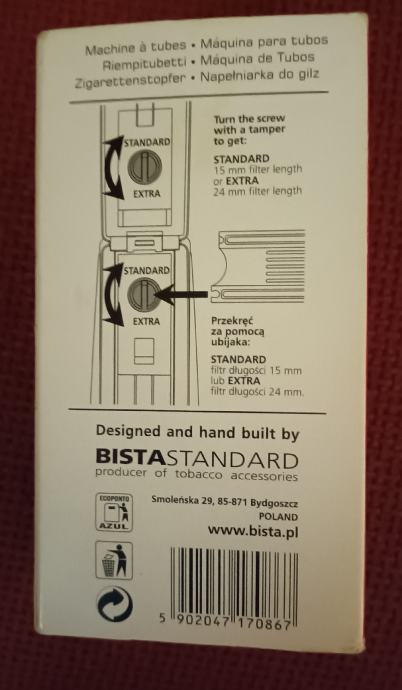 Machine à tubes • Máquina para tubos
Riempitubetti • Máquina de Tubos
Zigarettenstopfer • Napełniarka do gilz
STANDARD
EXTRA
Turn the screw
with a tamper
to get:
STANDARD
15 mm filter length
or EXTRA
24 mm filter length
STANDARD
EXTRA
Przekręć
za pomocą
ubijaka:
STANDARD
filtr długości 15 mm
lub EXTRA
filtr długości 24 mm.
Designed and hand built by
BISTASTANDARD
producer of tobacco accessories
ECOPONTO
AZUL
Smoleńska 29, 85-871 Bydgoszcz
POLAND
www.bista.pl
5 902047 170867